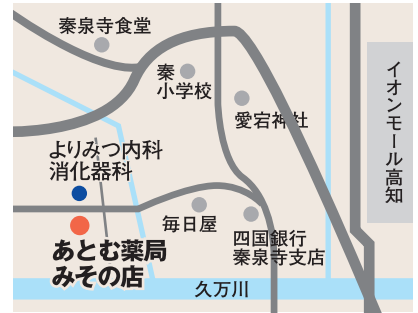 秦泉寺食堂
秦
小学校
愛宕神社
イオンモール高知
よりみつ内科
消化器科
毎日屋
四国銀行
秦泉寺支店
あとむ薬局
みその店
久万川